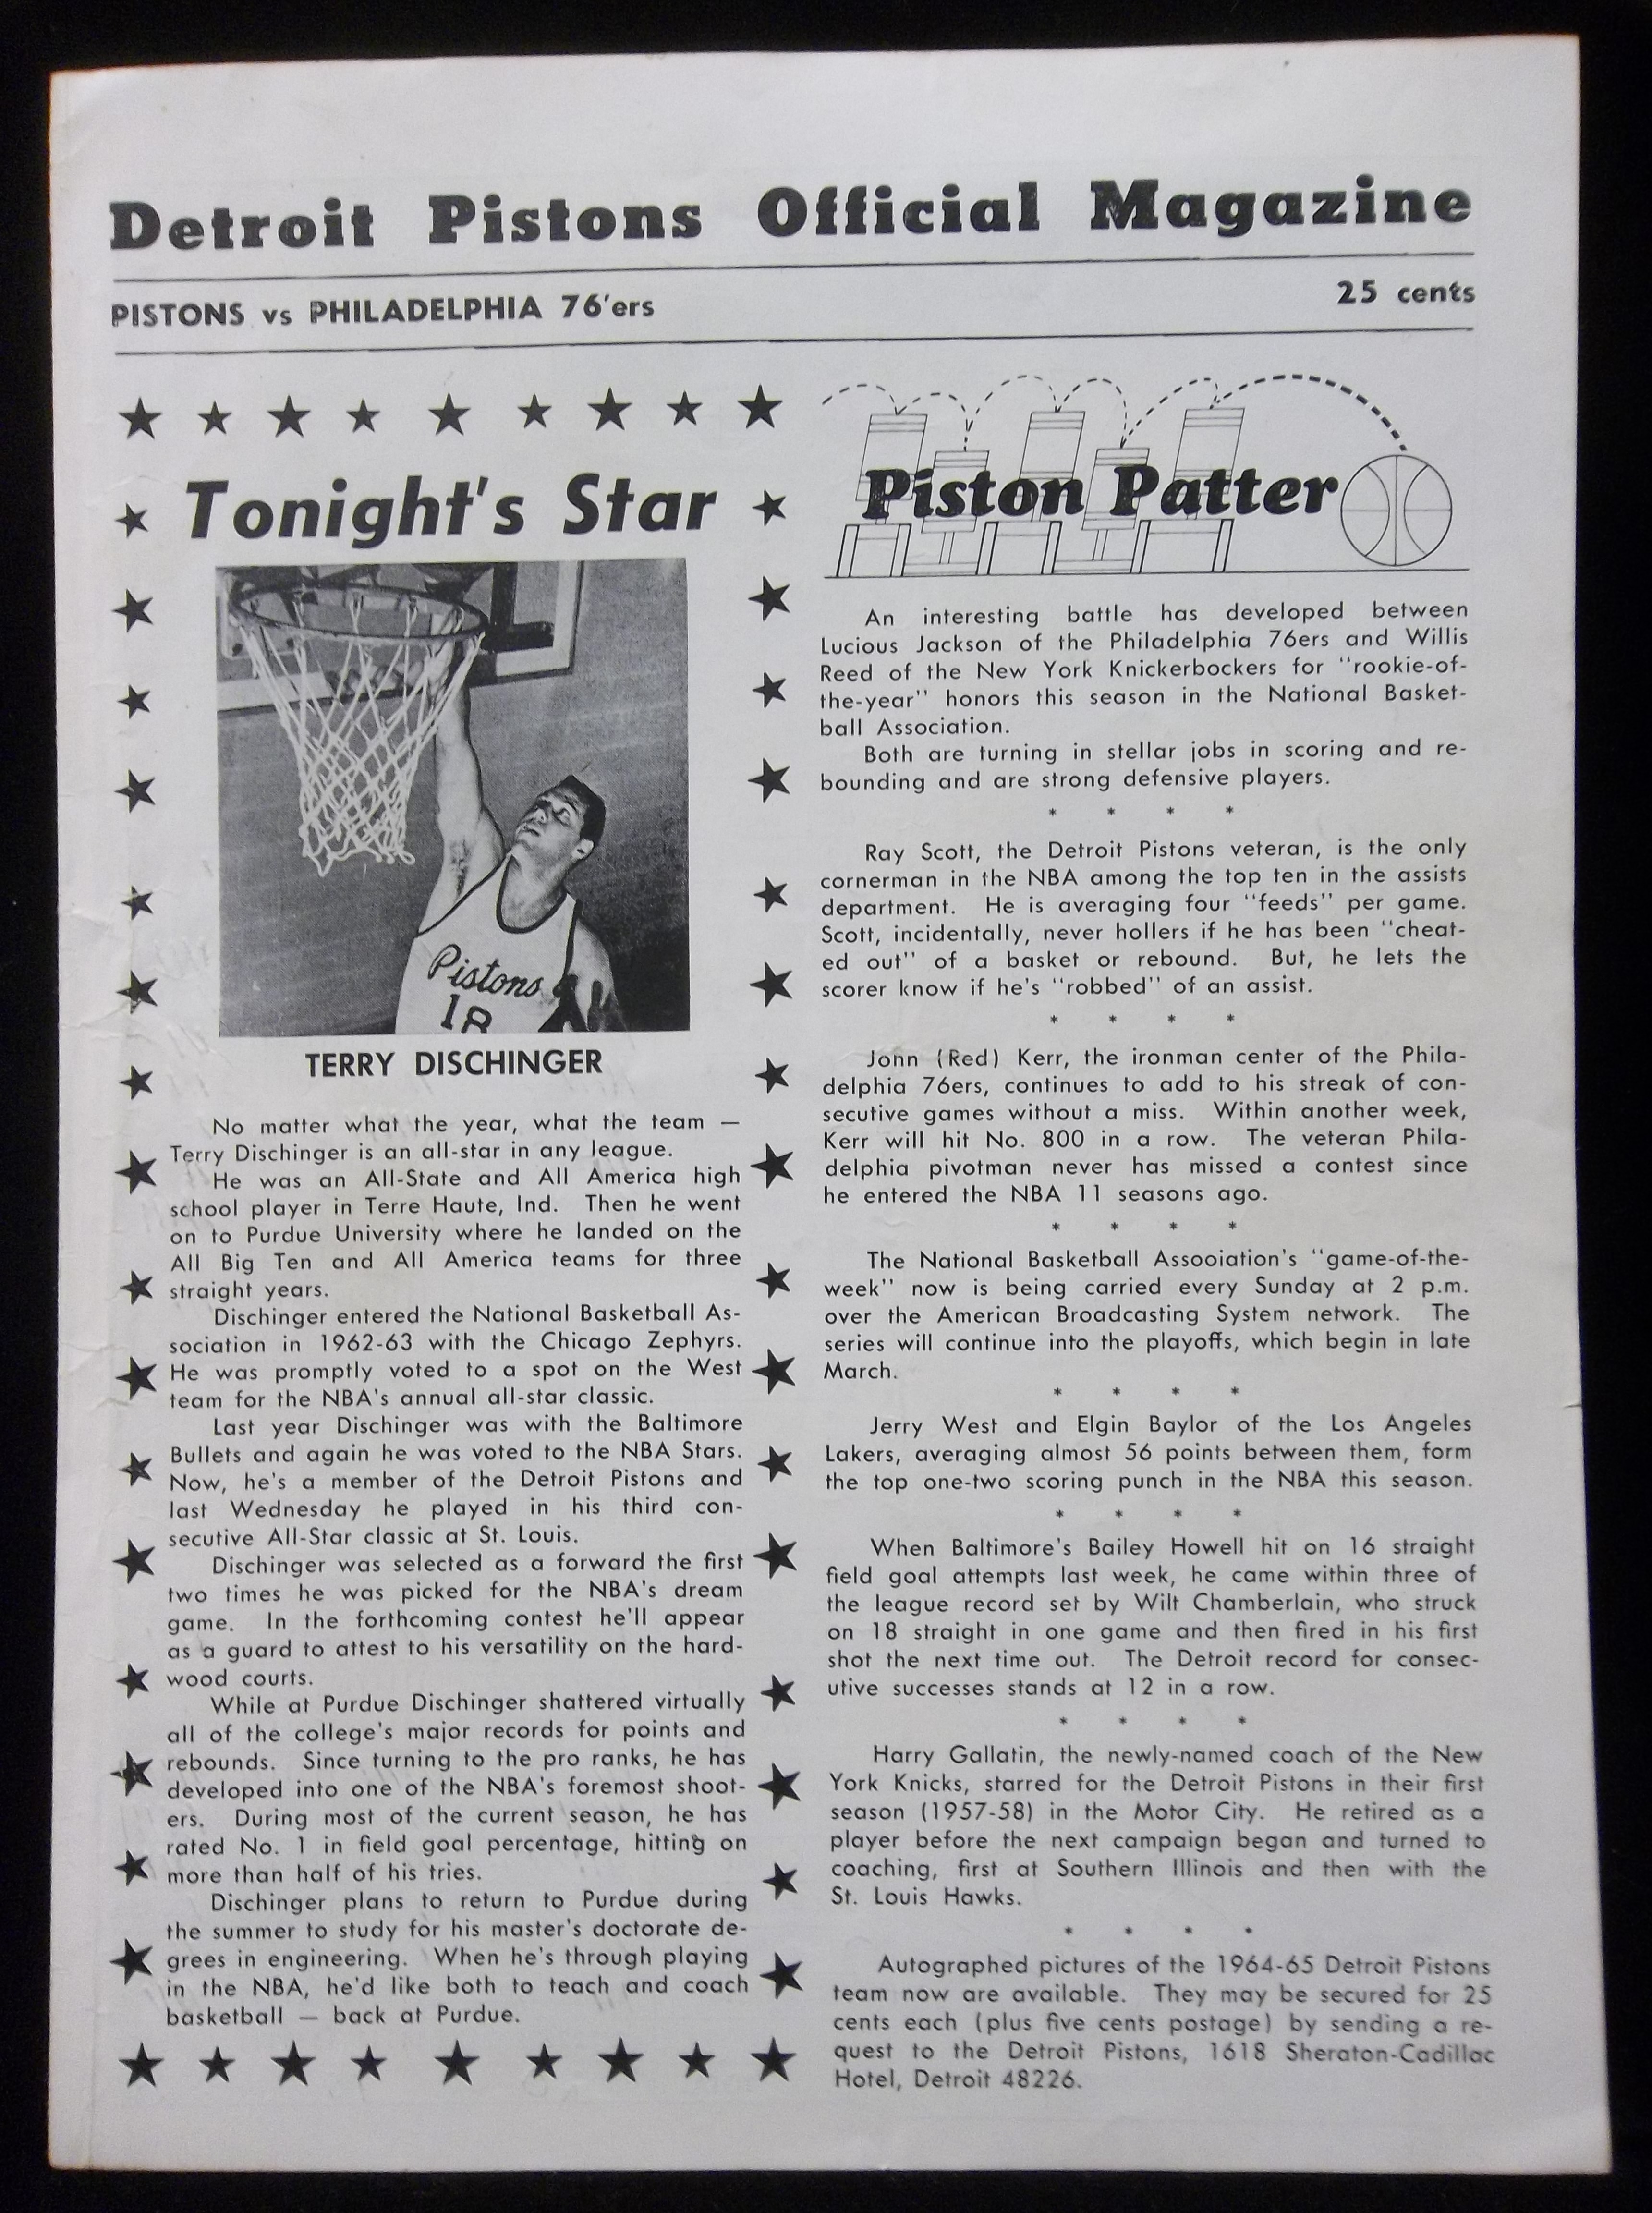 Detroit Pistons Official Magazine
PISTONS vs PHILADELPHIA 76'ers
25 cents
Tonight's Star
Pistons
18
TERRY DISCHINGER
No matter what the year, what the team —
Terry Dischinger is an all-star in any league.
He was an All-State and All America high
school player in Terre Haute, Ind. Then he went
on to Purdue University where he landed on the
All Big Ten and All America teams for three
straight years.
Dischinger entered the National Basketball As-
sociation in 1962-63 with the Chicago Zephyrs.
He was promptly voted to a spot on the West
team for the NBA's annual all-star classic.
Last year Dischinger was with the Baltimore
Bullets and again he was voted to the NBA Stars.
Now, he's a member of the Detroit Pistons and
last Wednesday he played in his third con-
secutive All-Star classic at St. Louis.
Dischinger was selected as a forward the first
two times he was picked for the NBA's dream
game. In the forthcoming contest he'll appear
as a guard to attest to his versatility on the hard-
wood courts.
While at Purdue Dischinger shattered virtually
all of the college's major records for points and
rebounds. Since turning to the pro ranks, he has
developed into one of the NBA's foremost shoot-
ers. During most of the current season, he has
rated No. 1 in field goal percentage, hitting on
more than half of his tries.
Dischinger plans to return to Purdue during
the summer to study for his master's doctorate de-
grees in engineering. When he's through playing
in the NBA, he'd like both to teach and coach
basketball — back at Purdue.
Piston Patter
An interesting battle has developed between
Lucious Jackson of the Philadelphia 76ers and Willis
Reed of the New York Knickerbockers for "rookie-of-
the-year" honors this season in the National Basket-
ball Association.
Both are turning in stellar jobs in scoring and re-
bounding and are strong defensive players.
* * * *
Ray Scott, the Detroit Pistons veteran, is the only
cornerman in the NBA among the top ten in the assists
department. He is averaging four "feeds" per game.
Scott, incidentally, never hollers if he has been "cheat-
ed out" of a basket or rebound. But, he lets the
scorer know if he's "robbed" of an assist.
* * * *
John (Red) Kerr, the ironman center of the Phila-
delphia 76ers, continues to add to his streak of con-
secutive games without a miss. Within another week,
Kerr will hit No. 800 in a row. The veteran Phila-
delphia pivotman never has missed a contest since
he entered the NBA 11 seasons ago.
* * * *
The National Basketball Assooiation's "game-of-the-
week" now is being carried every Sunday at 2 p.m.
over the American Broadcasting System network. The
series will continue into the playoffs, which begin in late
March.
* * * *
Jerry West and Elgin Baylor of the Los Angeles
Lakers, averaging almost 56 points between them, form
the top one-two scoring punch in the NBA this season.
* * * *
When Baltimore's Bailey Howell hit on 16 straight
field goal attempts last week, he came within three of
the league record set by Wilt Chamberlain, who struck
on 18 straight in one game and then fired in his first
shot the next time out. The Detroit record for consec-
utive successes stands at 12 in a row.
* * * *
Harry Gallatin, the newly-named coach of the New
York Knicks, starred for the Detroit Pistons in their first
season (1957-58) in the Motor City. He retired as a
player before the next campaign began and turned to
coaching, first at Southern Illinois and then with the
St. Louis Hawks.
* * * *
Autographed pictures of the 1964-65 Detroit Pistons
team now are available. They may be secured for 25
cents each (plus five cents postage) by sending a re-
quest to the Detroit Pistons, 1618 Sheraton-Cadillac
Hotel, Detroit 48226.